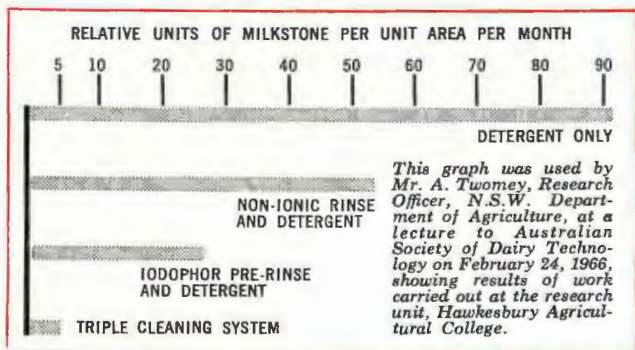 RELATIVE UNITS OF MILKSTONE PER UNIT AREA PER MONTH
5 10 20 30 40 50 60 70 80 90
DETERGENT ONLY
NON-IONIC RINSE
AND DETERGENT
IODOPHOR PRE-RINSE
AND DETERGENT
TRIPLE CLEANING SYSTEM
This graph was used by
Mr. A. Twomey, Research
Officer, N.S.W. Depart-
ment of Agriculture, at a
lecture to Australian
Society of Dairy Techno-
logy on February 24, 1966,
showing results of work
carried out at the research
unit, Hawkesbury Agricul-
tural College.